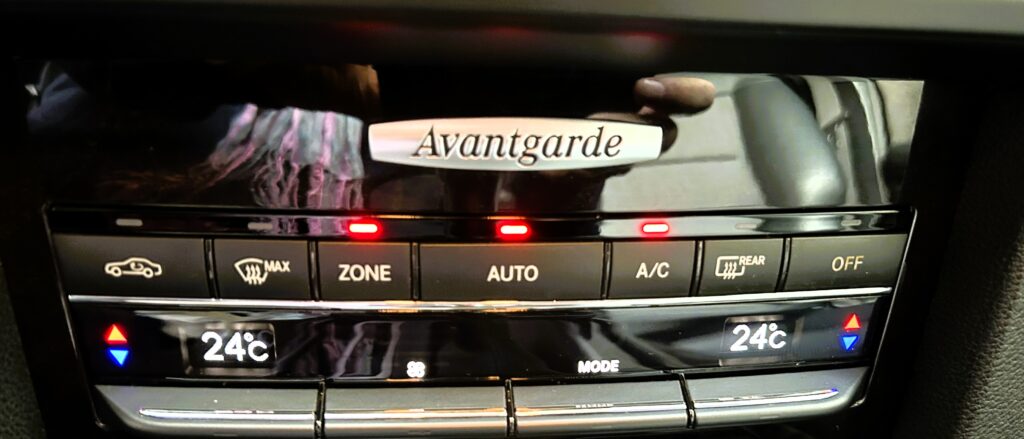 Avantgarde
MAX ZONE AUTO A/C REAR OFF
24°C 24°C
MODE